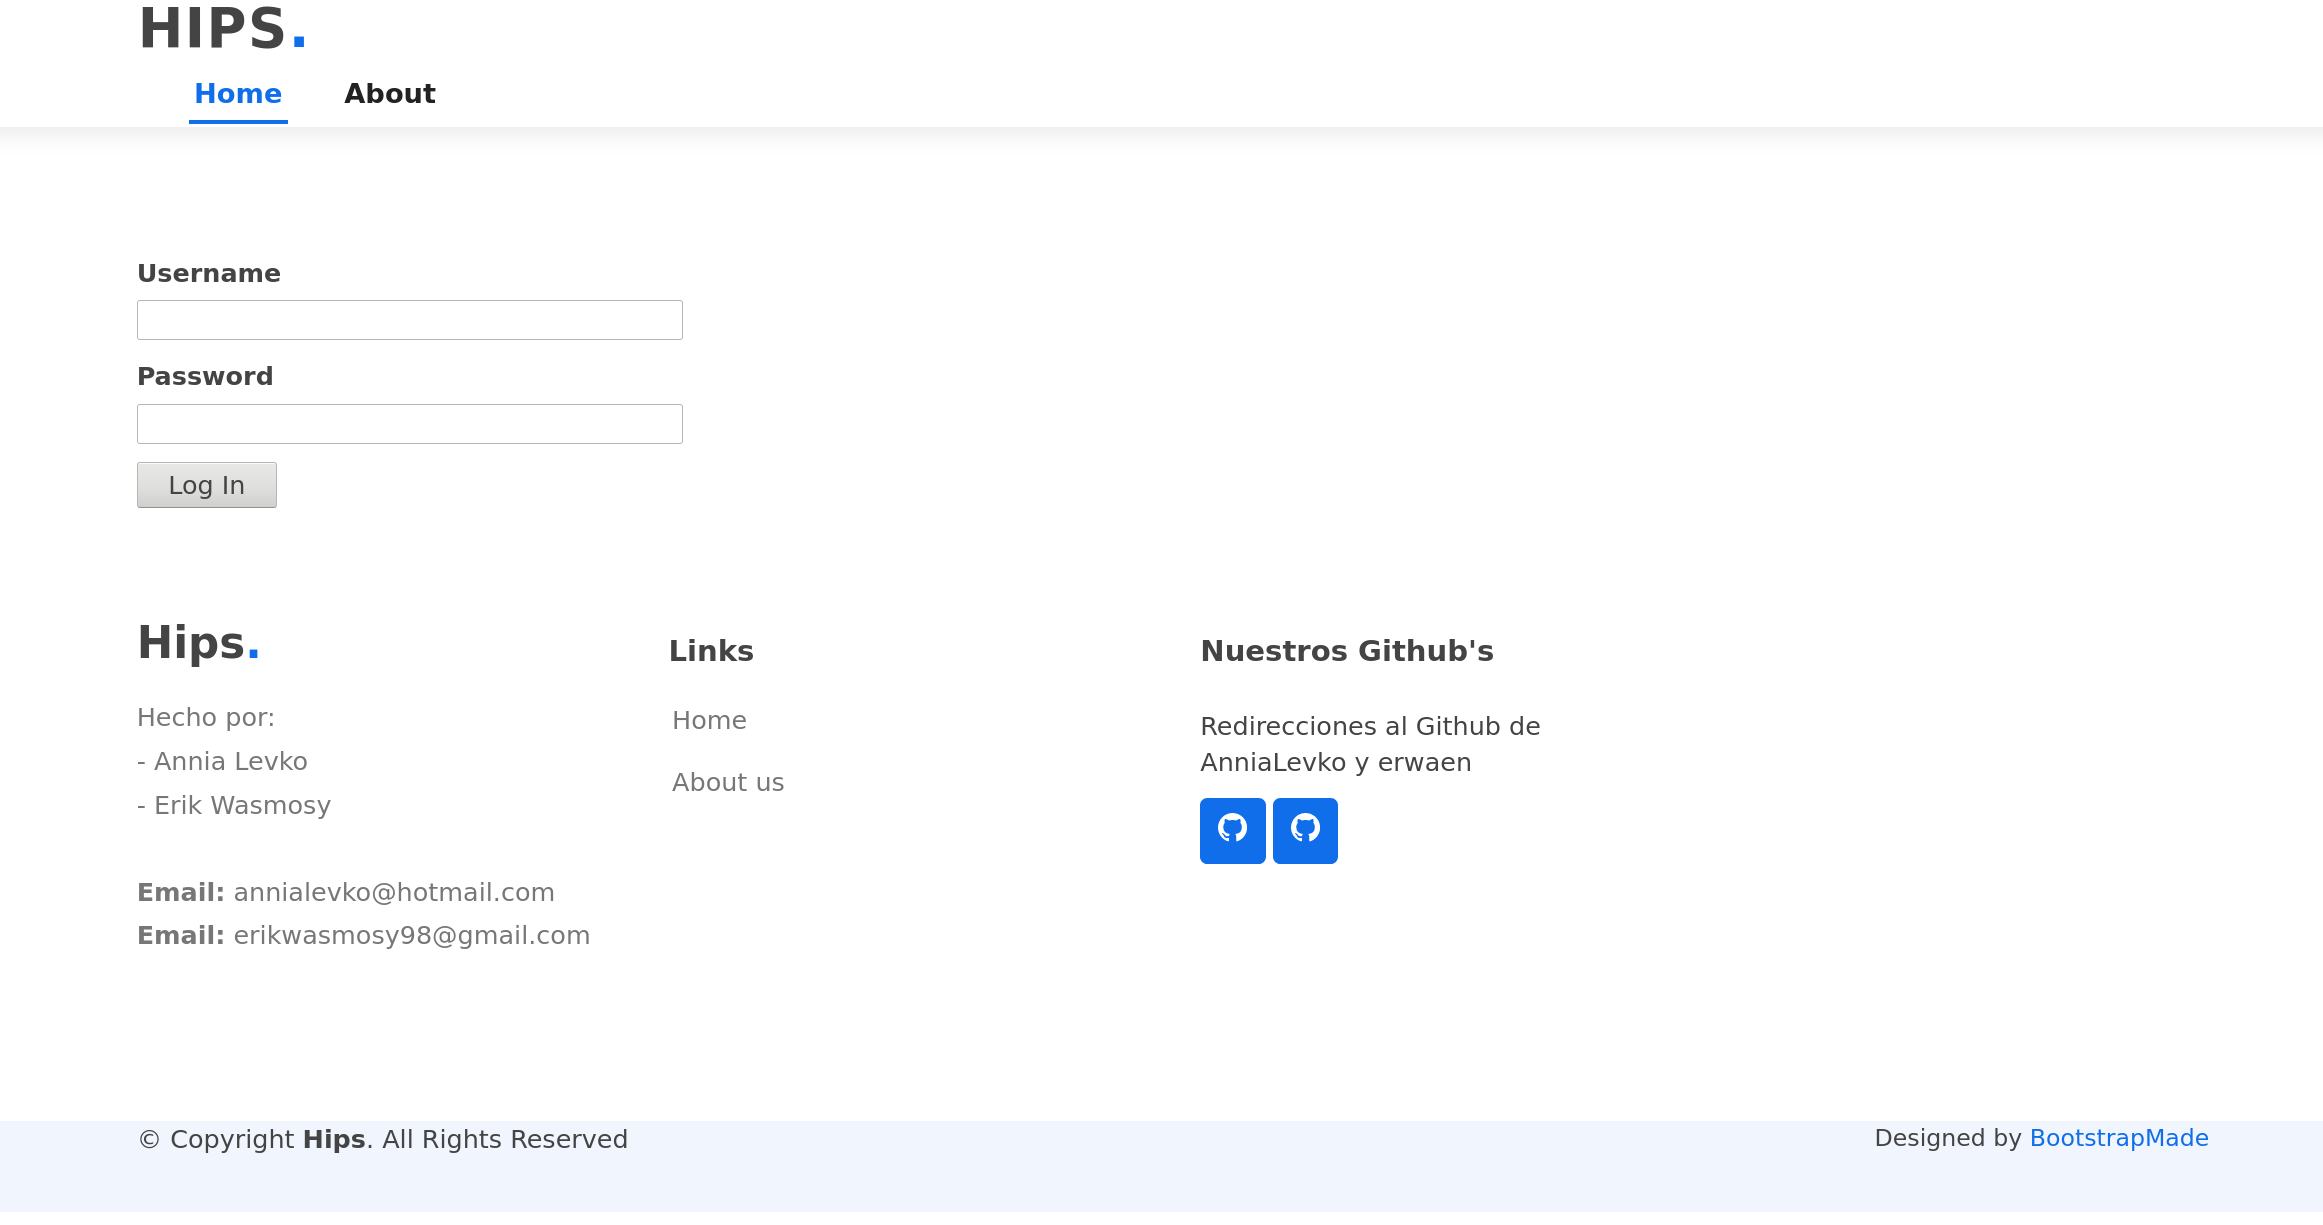 HIPS.
Home About
Username
Password
Log In
Hips.
Hecho por:
- Annia Levko
- Erik Wasmosy
Email: annialevko@hotmail.com
Email: erikwasmosy98@gmail.com
Links
Home
About us
Nuestros Github's
Redirecciones al Github de
AnniaLevko y erwaen
© Copyright Hips. All Rights Reserved
Designed by BootstrapMade